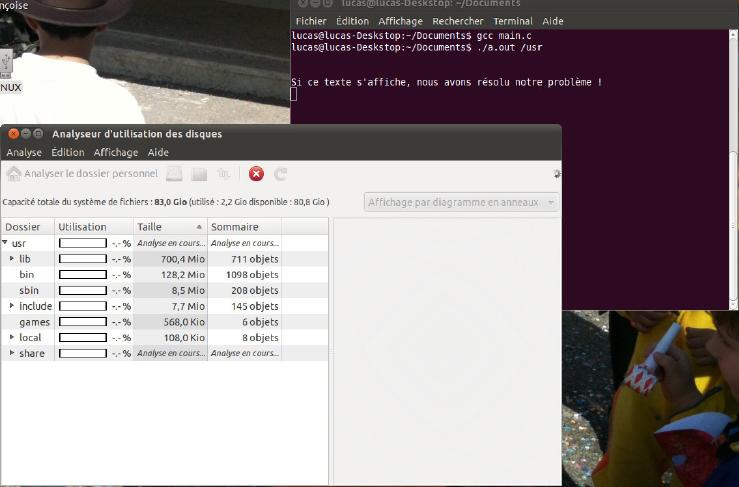 nçoise
NUX
lucas@lucas-Deskstop: ~/Documents
Fichier Édition Affichage Rechercher Terminal Aide
lucas@lucas-Deskstop:~/Documents$ gcc main.c
lucas@lucas-Deskstop:~/Documents$ ./a.out /usr
Si ce texte s'affiche, nous avons résolu notre problème !
Analyseur d'utilisation des disques
Analyse Édition Affichage Aide
Analyser le dossier personnel
Capacité totale du système de fichiers : 83,0 Gio (utilisé : 2,2 Gio disponible : 80,8 Gio )
Affichage par diagramme en anneaux
Dossier Utilisation Taille Sommaire
usr -.- % Analyse en cours... Analyse en cours...
lib -.- % 700,4 Mio 711 objets
bin -.- % 128,2 Mio 1098 objets
sbin -.- % 8,5 Mio 208 objets
include -.- % 7,7 Mio 145 objets
games -.- % 568,0 Kio 6 objets
local -.- % 108,0 Kio 8 objets
share -.- % Analyse en cours... Analyse en cours...